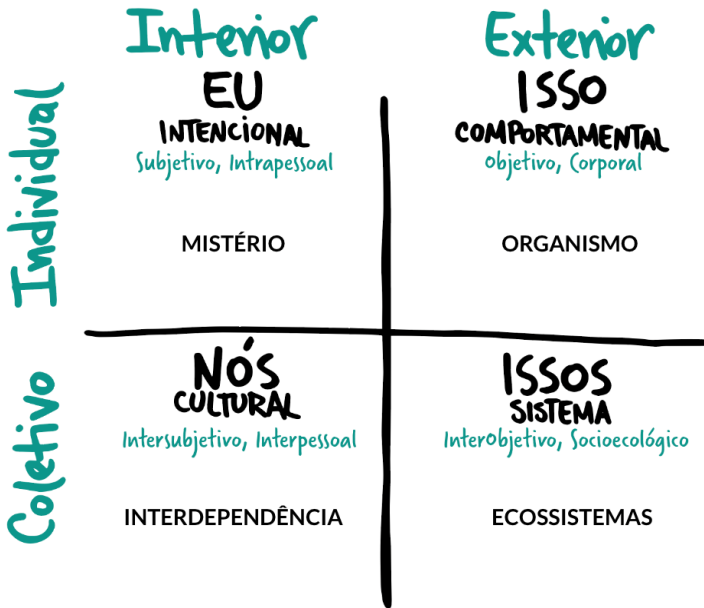 Interior
Exterior
Individual
EU
INTENCIONAL
Subjetivo, Intrapessoal
MISTÉRIO
ISSO
COMPORTAMENTAL
Objetivo, Corporal
ORGANISMO
Coletivo
NÓS
CULTURAL
Intersubjetivo, Interpessoal
INTERDEPENDÊNCIA
ISSOS
SISTEMA
Interobjetivo, Socioecológico
ECOSSISTEMAS